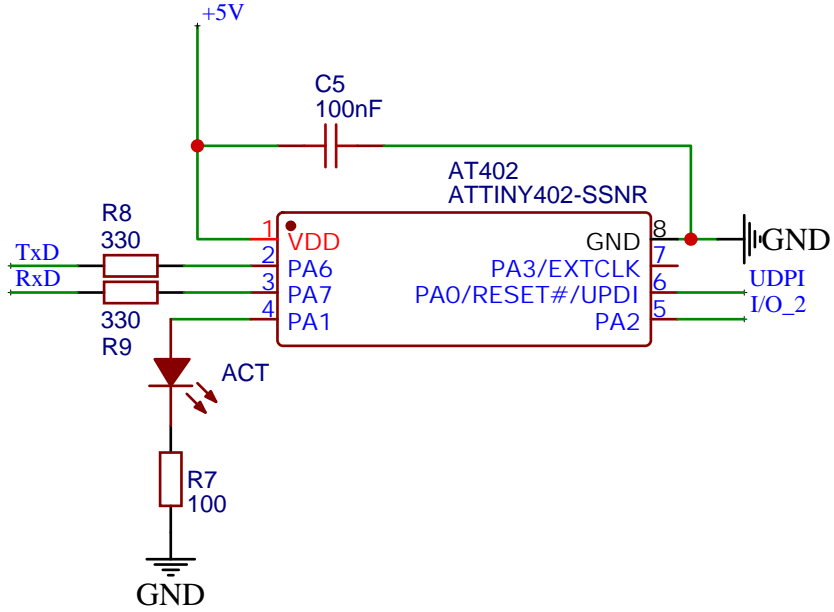 +5V
C5
100nF
AT402
ATTINY402-SSNR
R8
330
TxD
RxD
330
R9
1
2
3
4
VDD
PA6
PA7
PA1
GND
PA3/EXTCLK
PA0/RESET#/UPDI
PA2
8
7
6
5
GND
UDPI
I/O_2
ACT
R7
100
GND